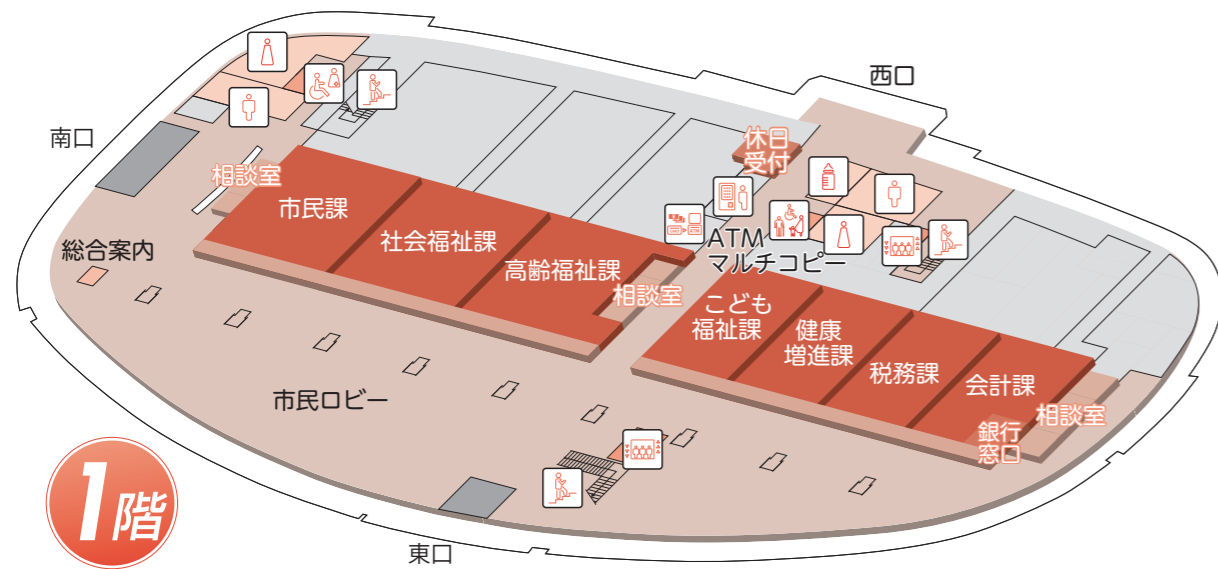 西口
南口
休日
受付
相談室
市民課
社会福祉課
高齢福祉課
相談室
ATM
マルチコピー
総合案内
こども
福祉課
健康
増進課
税務課
会計課
相談室
銀行
窓口
市民ロビー
1階
東口